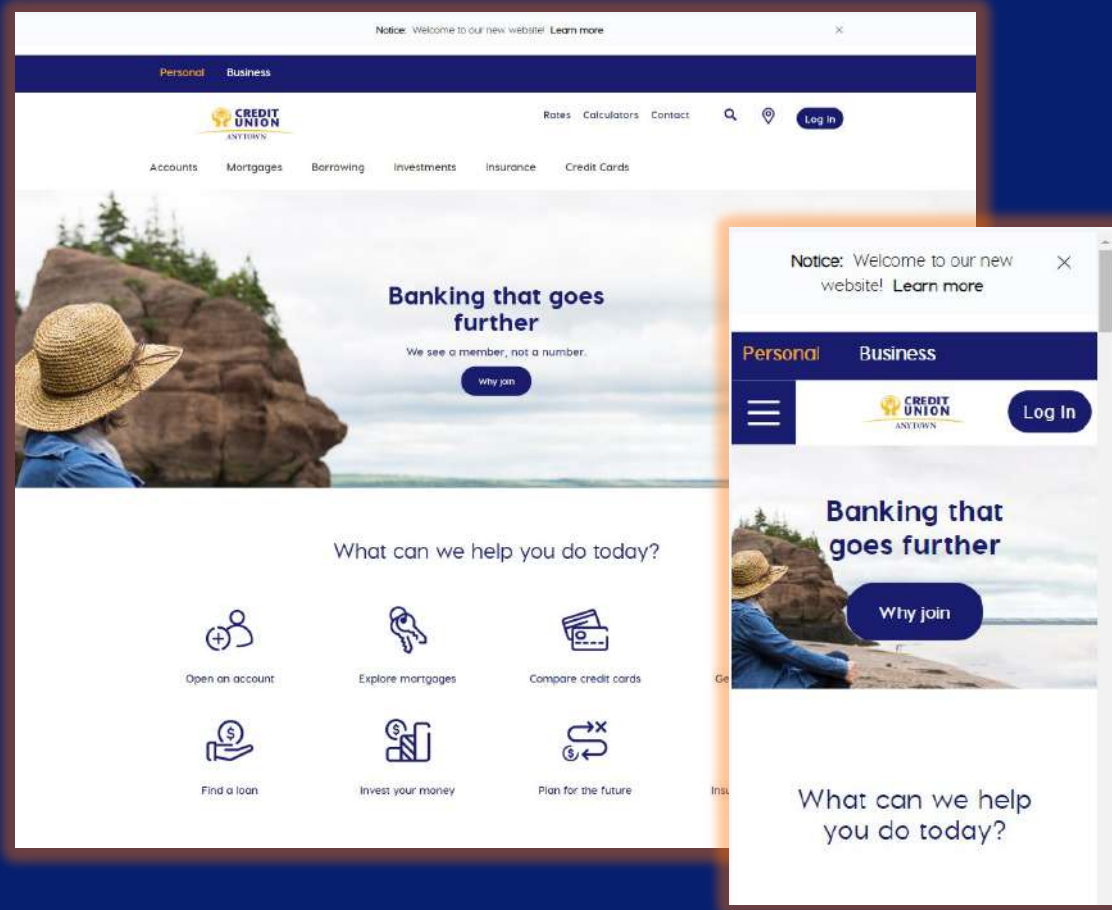 Notice: Welcome to our new website! Learn more
Personal Business
CREDIT
UNION
ANYTOWN
Rates Calculators Contact
Log In
Accounts Mortgages Borrowing Investments Insurance Credit Cards
Banking that goes
further
We see a member, not a number.
Why join
What can we help you do today?
Open an account Explore mortgages Compare credit cards Ge
Find a loan Invest your money Plan for the future Insu
Notice: Welcome to our new
website! Learn more
Personal Business
CREDIT
UNION
ANYTOWN
Log In
Banking that
goes further
Why join
What can we help
you do today?